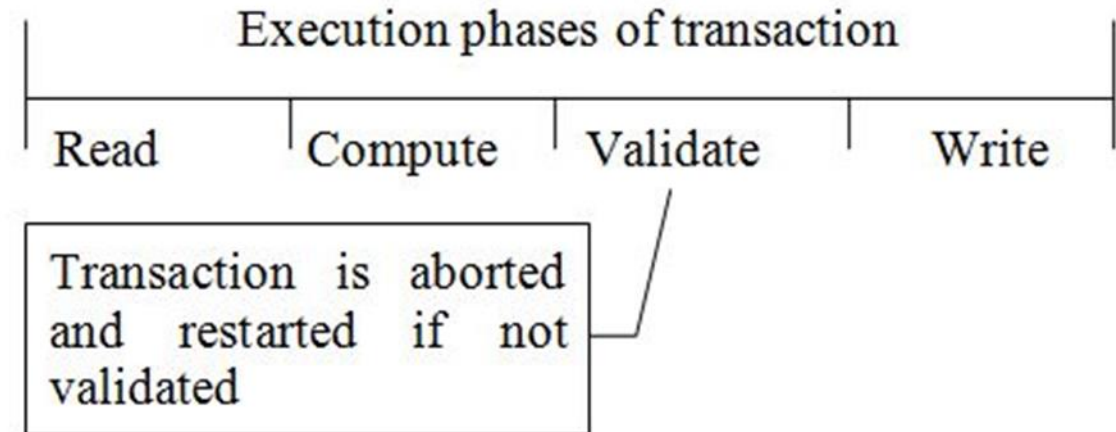 Execution phases of transaction
Read Compute Validate Write
Transaction is aborted
and restarted if not
validated